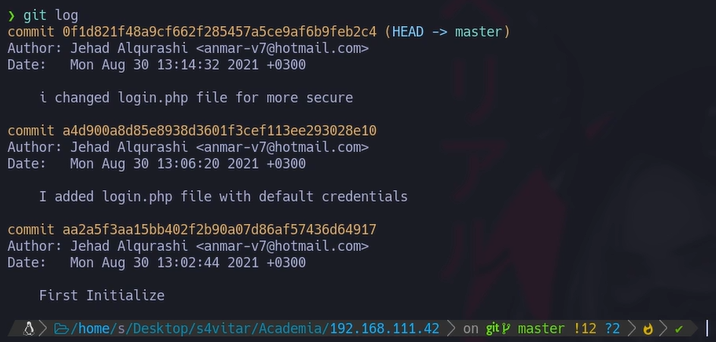 ❯ git log
commit 0f1d821f48a9cf662f285457a5ce9af6b9feb2c4 (HEAD -> master)
Author: Jehad Alqurashi <anmar-v7@hotmail.com>
Date:   Mon Aug 30 13:14:32 2021 +0300
i changed login.php file for more secure
commit a4d900a8d85e8938d3601f3cef113ee293028e10
Author: Jehad Alqurashi <anmar-v7@hotmail.com>
Date:   Mon Aug 30 13:06:20 2021 +0300
I added login.php file with default credentials
commit aa2a5f3aa15bb402f2b90a07d86af57436d64917
Author: Jehad Alqurashi <anmar-v7@hotmail.com>
Date:   Mon Aug 30 13:02:44 2021 +0300
First Initialize
/home/s/Desktop/s4vitar/Academia/192.168.111.42 on git master !12 ?2 ✔